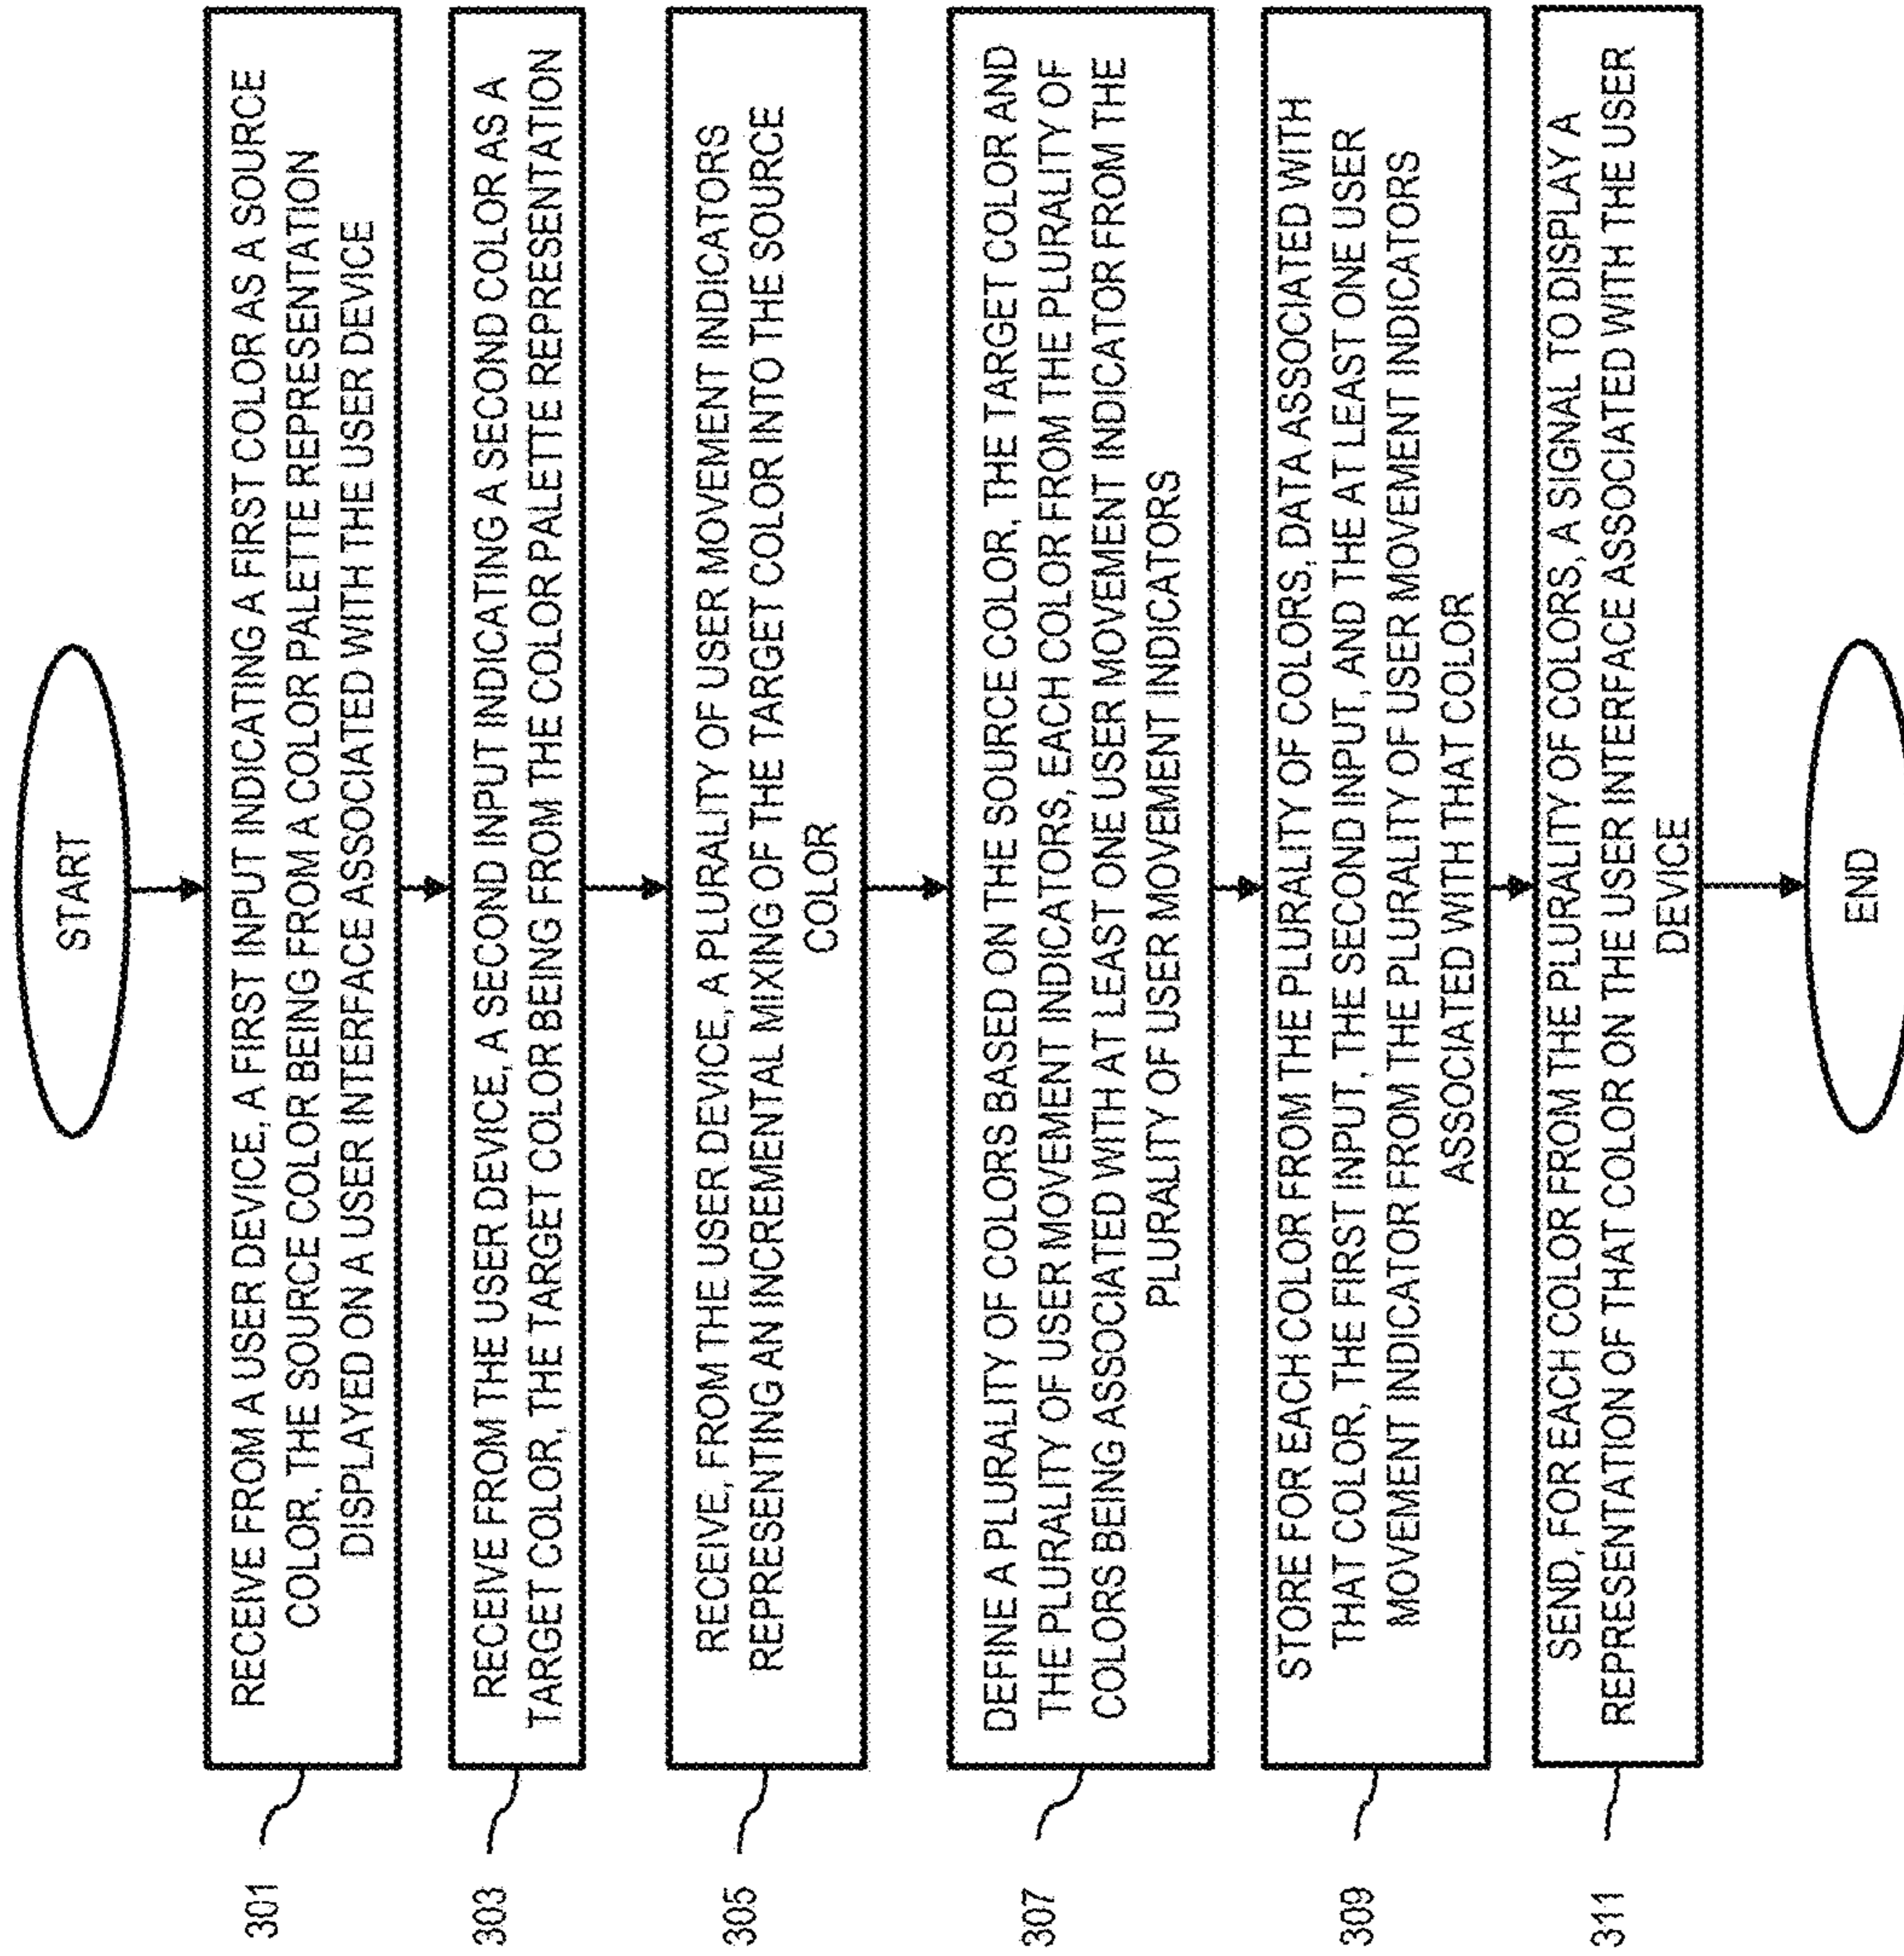 START
301
RECEIVE FROM A USER DEVICE, A FIRST INPUT INDICATING A FIRST COLOR AS A SOURCE
COLOR, THE SOURCE COLOR BEING FROM A COLOR PALETTE REPRESENTATION
DISPLAYED ON A USER INTERFACE ASSOCIATED WITH THE USER DEVICE
303
RECEIVE FROM THE USER DEVICE, A SECOND INPUT INDICATING A SECOND COLOR AS A
TARGET COLOR, THE TARGET COLOR BEING FROM THE COLOR PALETTE REPRESENTATION
305
RECEIVE, FROM THE USER DEVICE, A PLURALITY OF USER MOVEMENT INDICATORS
REPRESENTING AN INCREMENTAL MIXING OF THE TARGET COLOR INTO THE SOURCE
COLOR
307
DEFINE A PLURALITY OF COLORS BASED ON THE SOURCE COLOR, THE TARGET COLOR AND
THE PLURALITY OF USER MOVEMENT INDICATORS, EACH COLOR FROM THE PLURALITY OF
COLORS BEING ASSOCIATED WITH AT LEAST ONE USER MOVEMENT INDICATOR FROM THE
PLURALITY OF USER MOVEMENT INDICATORS
309
STORE FOR EACH COLOR FROM THE PLURALITY OF COLORS, DATA ASSOCIATED WITH
THAT COLOR, THE FIRST INPUT, THE SECOND INPUT, AND THE AT LEAST ONE USER
MOVEMENT INDICATOR FROM THE PLURALITY OF USER MOVEMENT INDICATORS
ASSOCIATED WITH THAT COLOR
311
SEND, FOR EACH COLOR FROM THE PLURALITY OF COLORS, A SIGNAL TO DISPLAY A
REPRESENTATION OF THAT COLOR ON THE USER INTERFACE ASSOCIATED WITH THE USER
DEVICE
END